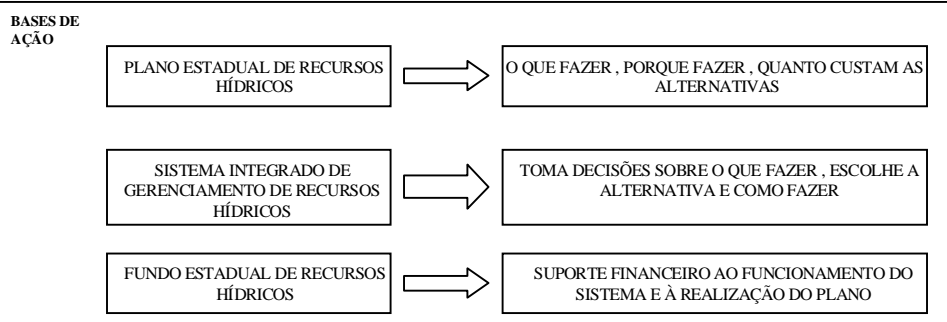 BASES DE
AÇÃO
PLANO ESTADUAL DE RECURSOS
HÍDRICOS
O QUE FAZER , PORQUE FAZER , QUANTO CUSTAM AS
ALTERNATIVAS
SISTEMA INTEGRADO DE
GERENCIAMENTO DE RECURSOS
HÍDRICOS
TOMA DECISÕES SOBRE O QUE FAZER , ESCOLHE A
ALTERNATIVA E COMO FAZER
FUNDO ESTADUAL DE RECURSOS
HÍDRICOS
SUPORTE FINANCEIRO AO FUNCIONAMENTO DO
SISTEMA E À REALIZAÇÃO DO PLANO